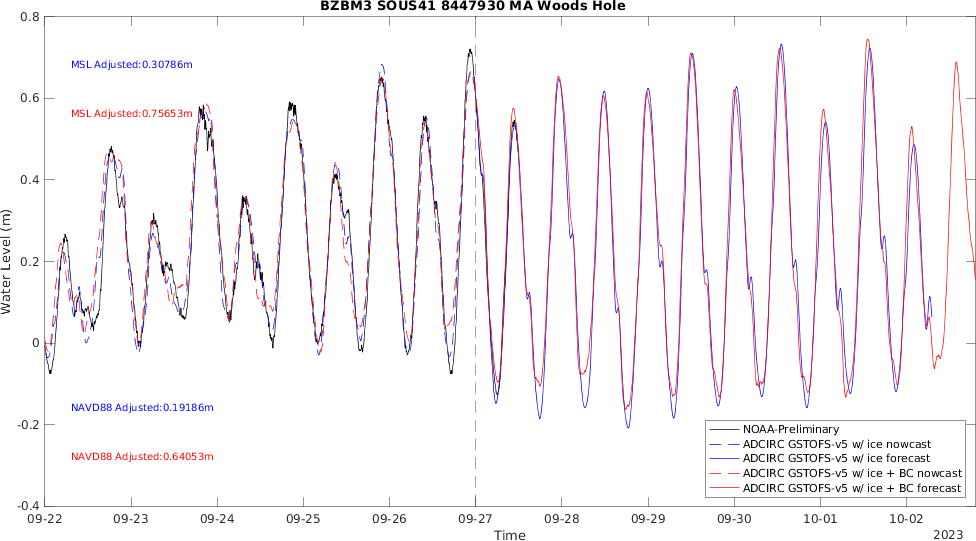 BZBM3 SOUS41 8447930 MA Woods Hole
0.8
0.6
0.4
0.2
0
-0.2
-0.4
Water Level (m)
MSL Adjusted:0.30786m
MSL Adjusted:0.75653m
NAVD88 Adjusted:0.19186m
NAVD88 Adjusted:0.64053m
NOAA-Preliminary
ADCIRC GSTOFS-v5 w/ ice nowcast
ADCIRC GSTOFS-v5 w/ ice forecast
ADCIRC GSTOFS-v5 w/ ice + BC nowcast
ADCIRC GSTOFS-v5 w/ ice + BC forecast
09-22 09-23 09-24 09-25 09-26 09-27 09-28 09-29 09-30 10-01 10-02
Time
2023